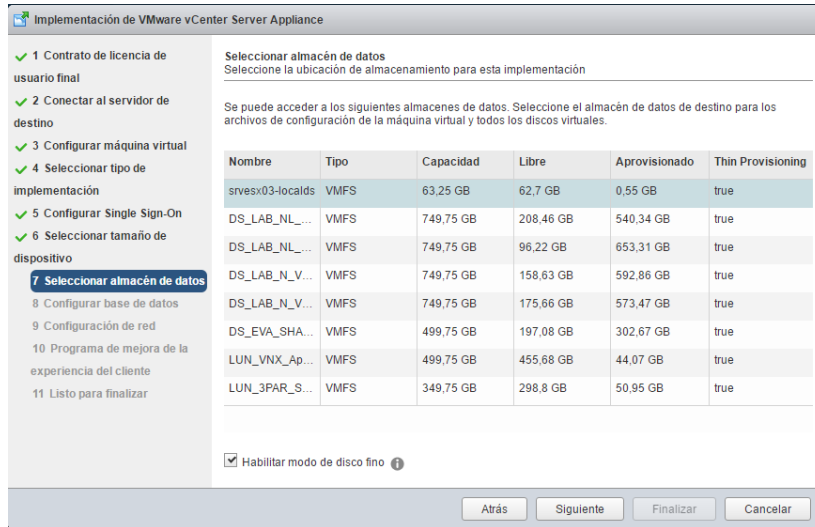 Implementación de VMware vCenter Server Appliance
1 Contrato de licencia de
usuario final
2 Conectar al servidor de
destino
3 Configurar máquina virtual
4 Seleccionar tipo de
implementación
5 Configurar Single Sign-On
6 Seleccionar tamaño de
dispositivo
7 Seleccionar almacén de datos
8 Configurar base de datos
9 Configuración de red
10 Programa de mejora de la
experiencia del cliente
11 Listo para finalizar
Seleccionar almacén de datos
Seleccione la ubicación de almacenamiento para esta implementación
Se puede acceder a los siguientes almacenes de datos. Seleccione el almacén de datos de destino para los
archivos de configuración de la máquina virtual y todos los discos virtuales.
Nombre Tipo Capacidad Libre Aprovisionado Thin Provisioning
srvesx03-localds VMFS 63,25 GB 62,7 GB 0,55 GB true
DS_LAB_NL_... VMFS 749,75 GB 208,46 GB 540,34 GB true
DS_LAB_NL_... VMFS 749,75 GB 96,22 GB 653,31 GB true
DS_LAB_N_V... VMFS 749,75 GB 158,63 GB 592,86 GB true
DS_LAB_N_V... VMFS 749,75 GB 175,66 GB 573,47 GB true
DS_EVA_SHA... VMFS 499,75 GB 197,08 GB 302,67 GB true
LUN_VNX_Ap... VMFS 499,75 GB 455,68 GB 44,07 GB true
LUN_3PAR_S... VMFS 349,75 GB 298,8 GB 50,95 GB true
Habilitar modo de disco fino
Atrás Siguiente Finalizar Cancelar